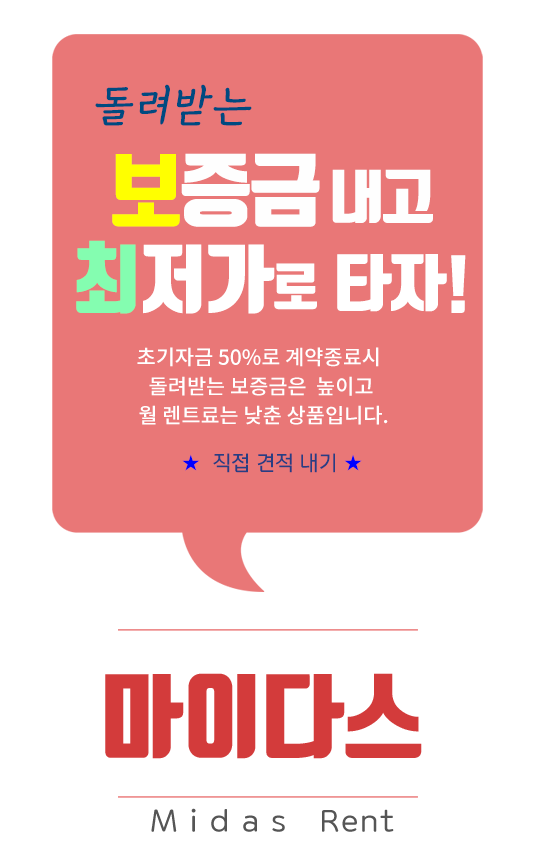 돌려받는
보증금 내고
최저가로 타자!
초기자금 50%로 계약종료시
돌려받는 보증금은 높이고
월 렌트료는 낮춘 상품입니다.
★ 직접 견적 내기 ★
마이다스
Midas Rent